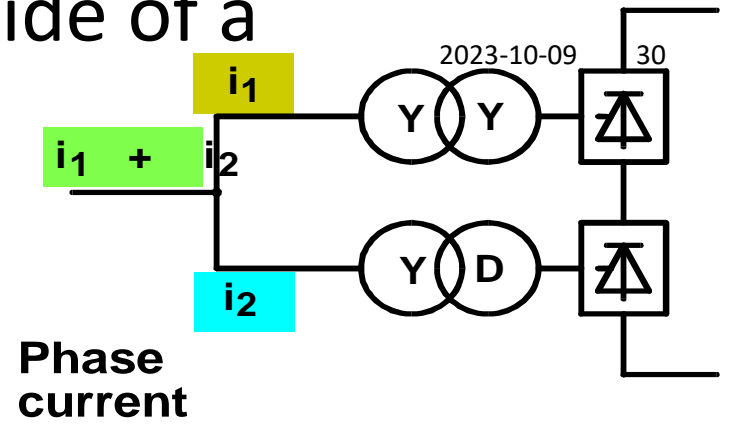 ide of a
2023-10-09 30
i1
Y Y
i1 + i2
Y D
i2
Phase
current